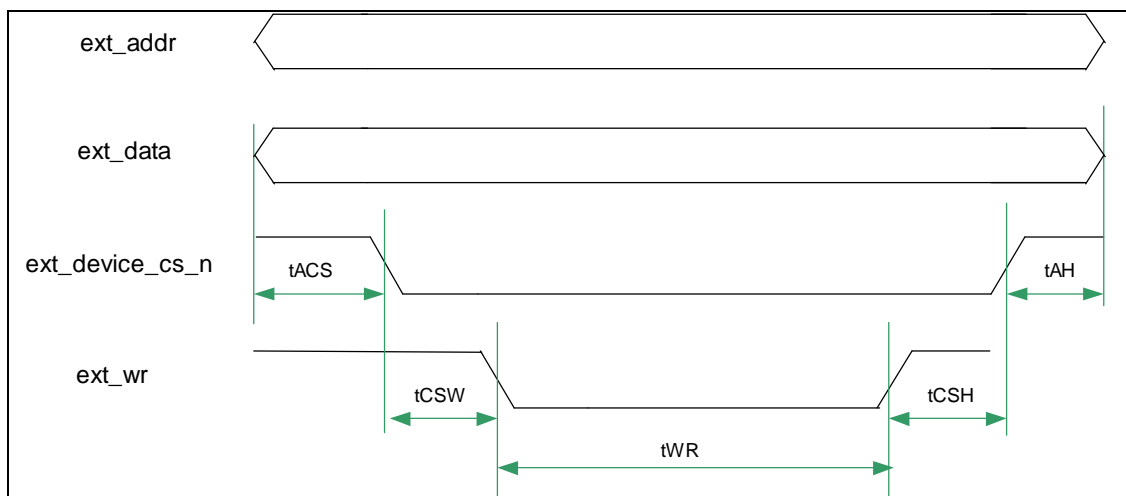 ext_addr
ext_data
ext_device_cs_n
tACS
tAH
ext_wr
tCSW
tCSH
tWR